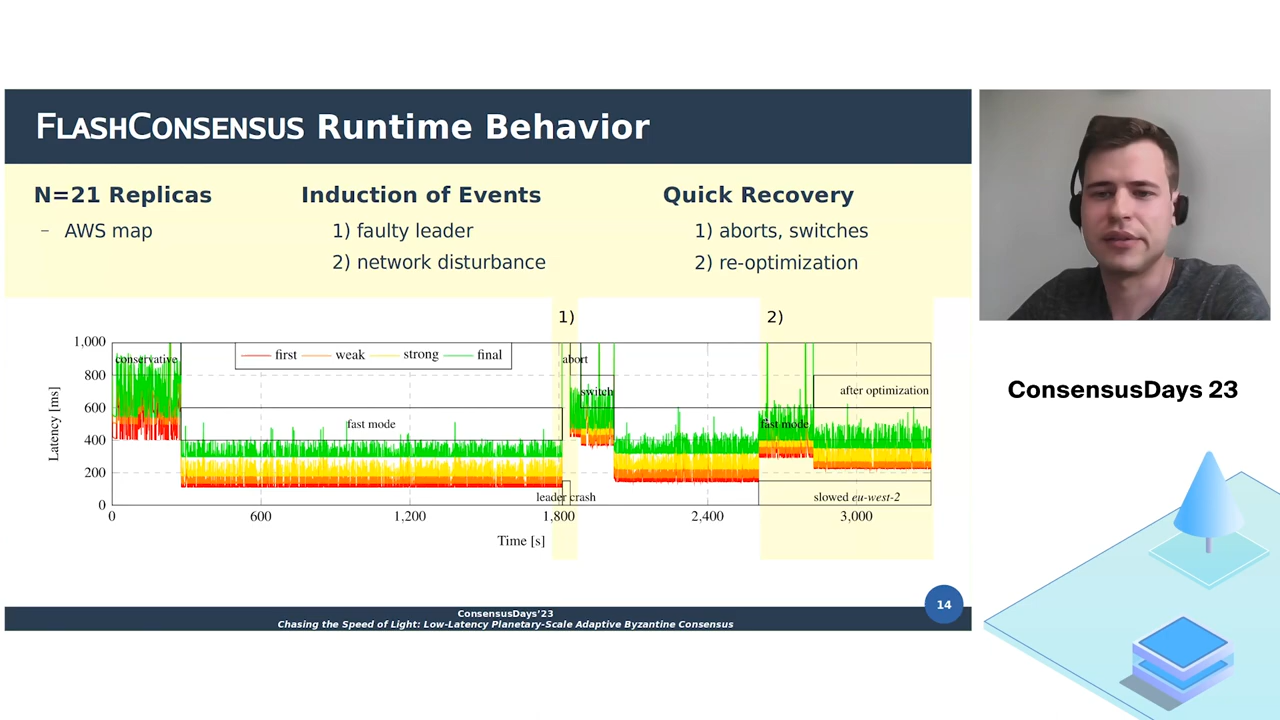 FLASHCONSENSUS Runtime Behavior
N=21 Replicas
– AWS map
Induction of Events
1) faulty leader
2) network disturbance
Quick Recovery
1) aborts, switches
2) re-optimization
1)
2)
1,000
800
600
400
200
0
Latency [ms]
conservative
first
weak
strong
final
abort
switch
after optimization
fast mode
fast mode
leader crash
slowed eu-west-2
0
600
1,200
1,800
2,400
3,000
Time [s]
ConsensusDays'23
Chasing the Speed of Light: Low-Latency Planetary-Scale Adaptive Byzantine Consensus
14
ConsensusDays 23